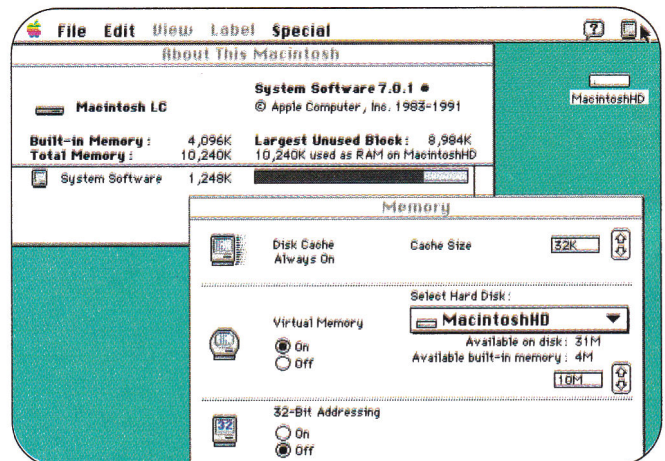 File Edit View Label Special
About This Macintosh
System Software 7.0.1 •
Macintosh LC
© Apple Computer, Inc. 1983-1991
Built-in Memory : 4,096K Largest Unused Block : 8,984K
Total Memory : 10,240K 10,240K used as RAM on MacintoshHD
System Software 1,248K
MacintoshHD
Memory
Disk Cache Cache Size 32K
Always On
Select Hard Disk :
MacintoshHD
Virtual Memory
Available on disk : 31M
On
Available built-in memory : 4M
Off
10M
32-Bit Addressing
32
On
Off